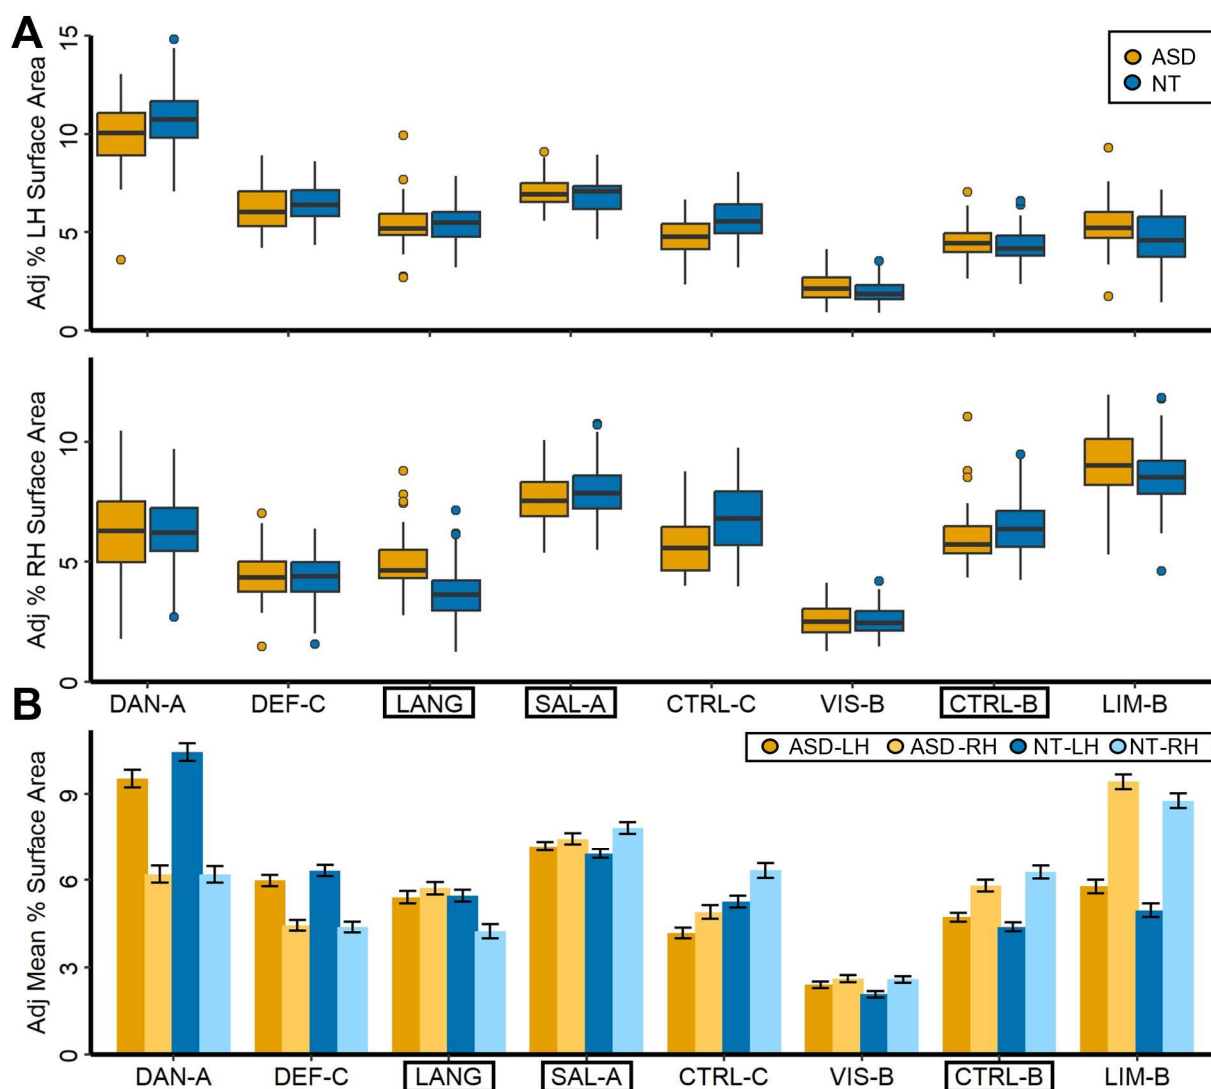 A
Adj % LH Surface Area
15
10
5
0
ASD
NT
Adj % RH Surface Area
10
5
0
DAN-A DEF-C LANG SAL-A CTRL-C VIS-B CTRL-B LIM-B
B
Adj Mean % Surface Area
9
6
3
0
ASD-LH ASD-RH NT-LH NT-RH
DAN-A DEF-C LANG SAL-A CTRL-C VIS-B CTRL-B LIM-B